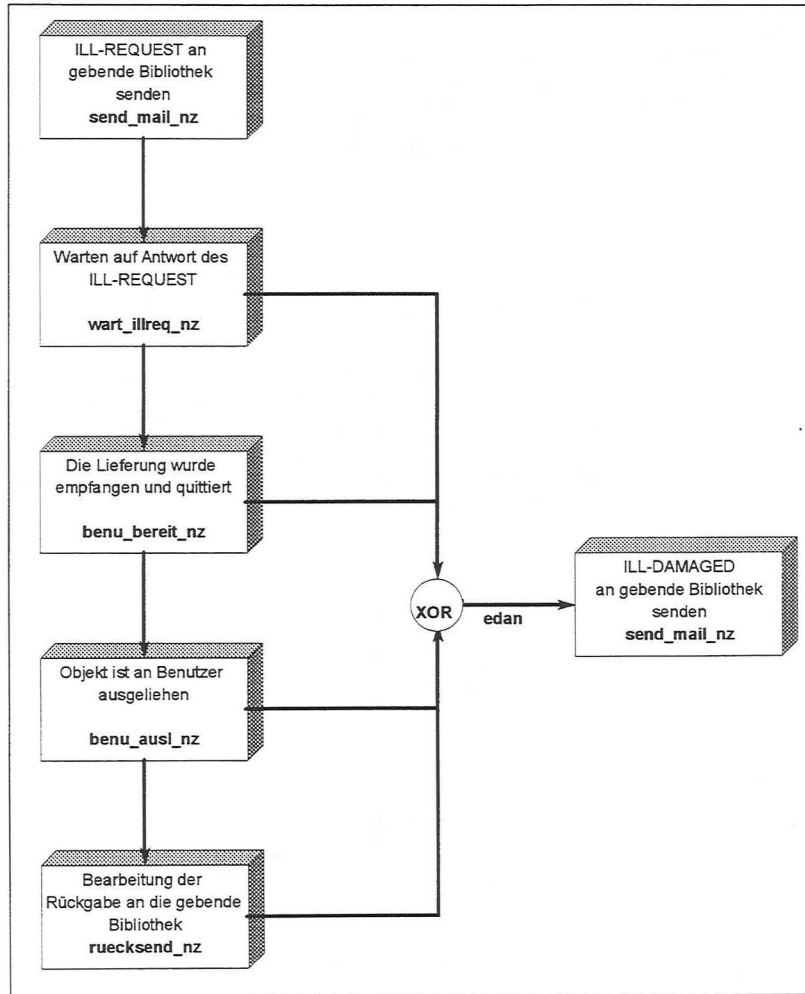 ILL-REQUEST an
gebende Bibliothek
senden
send_mail_nz
Warten auf Antwort des
ILL-REQUEST
wart_illreq_nz
Die Lieferung wurde
empfangen und quittiert
benu_bereit_nz
Objekt ist an Benutzer
ausgeliehen
benu_ausl_nz
Bearbeitung der
Rückgabe an die gebende
Bibliothek
ruecksend_nz
XOR
edan
ILL-DAMAGED
an gebende Bibliothek
senden
send_mail_nz